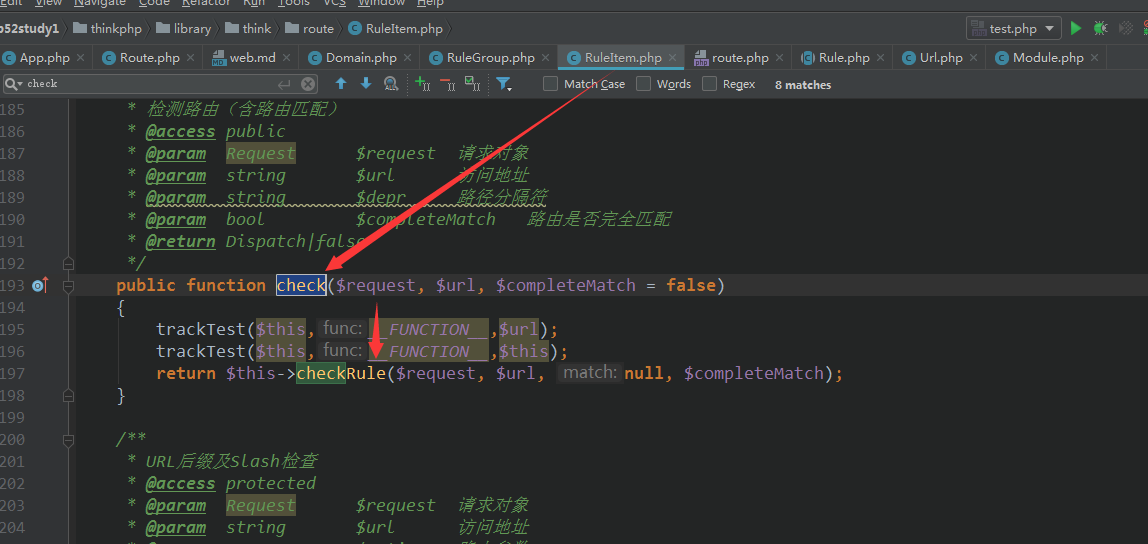 Edit View Navigate Code Refactor Run Tools VCS Window Help
p52study1 thinkphp library think route RuleItem.php test.php
App.php Route.php web.md Domain.php RuleGroup.php RuleItem.php route.php Rule.php Url.php Module.php
check Match Case Words Regex 8 matches
185 * 检测路由（含路由匹配）
186 * @access public
187 * @param Request $request 请求对象
188 * @param string $url 访问地址
189 * @param string $depr 路径分隔符
190 * @param bool $completeMatch 路由是否完全匹配
191 * @return Dispatch|false
192 */
193 public function check($request, $url, $completeMatch = false)
194 {
195 trackTest($this, func: __FUNCTION__,$url);
196 trackTest($this, func: __FUNCTION__,$this);
197 return $this->checkRule($request, $url, match: null, $completeMatch);
198 }
199
200 /**
201 * URL后缀及Slash检查
202 * @access protected
203 * @param Request $request 请求对象
204 * @param string $url 访问地址